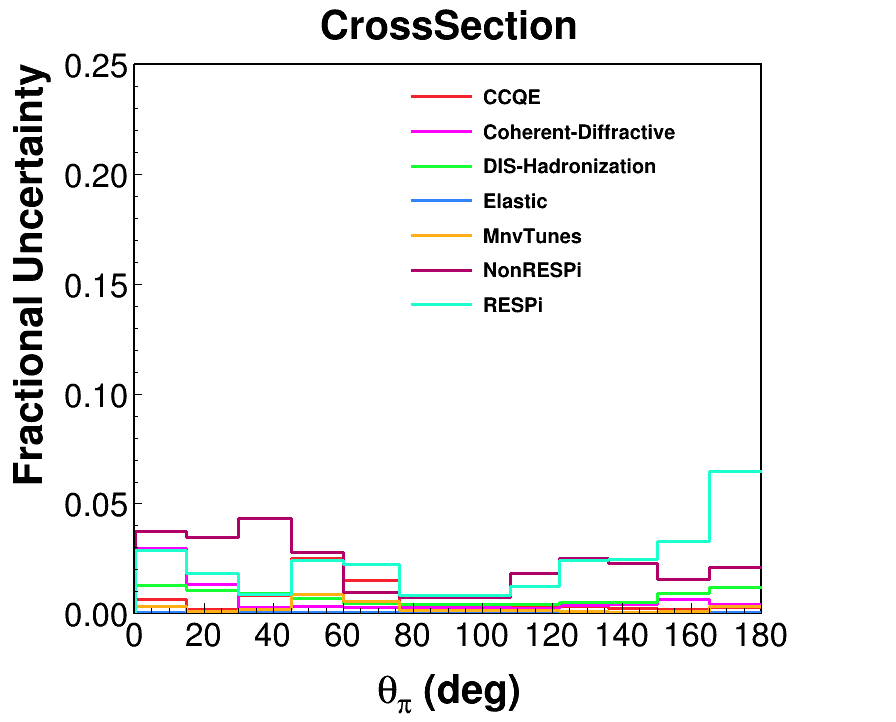 CrossSection
Fractional Uncertainty
0.25
0.20
0.15
0.10
0.05
0.00
CCQE
Coherent-Diffractive
DIS-Hadronization
Elastic
MnvTunes
NonRESPi
RESPi
0 20 40 60 80 100 120 140 160 180
θπ (deg)